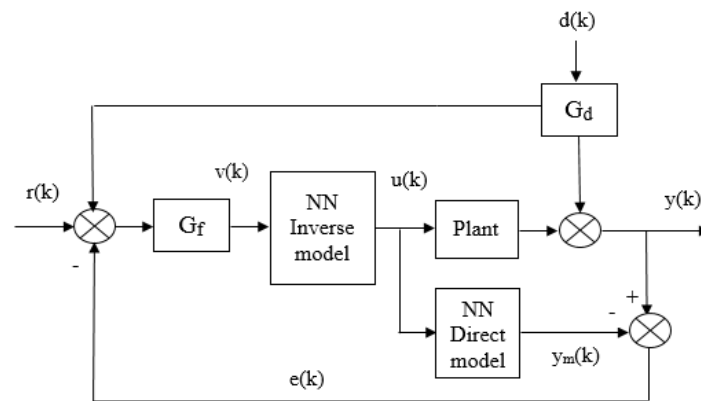 d(k)
Gd
r(k)
v(k)
u(k)
y(k)
Gf
NN
Inverse
model
Plant
-
+
-
NN
Direct
model
ym(k)
e(k)